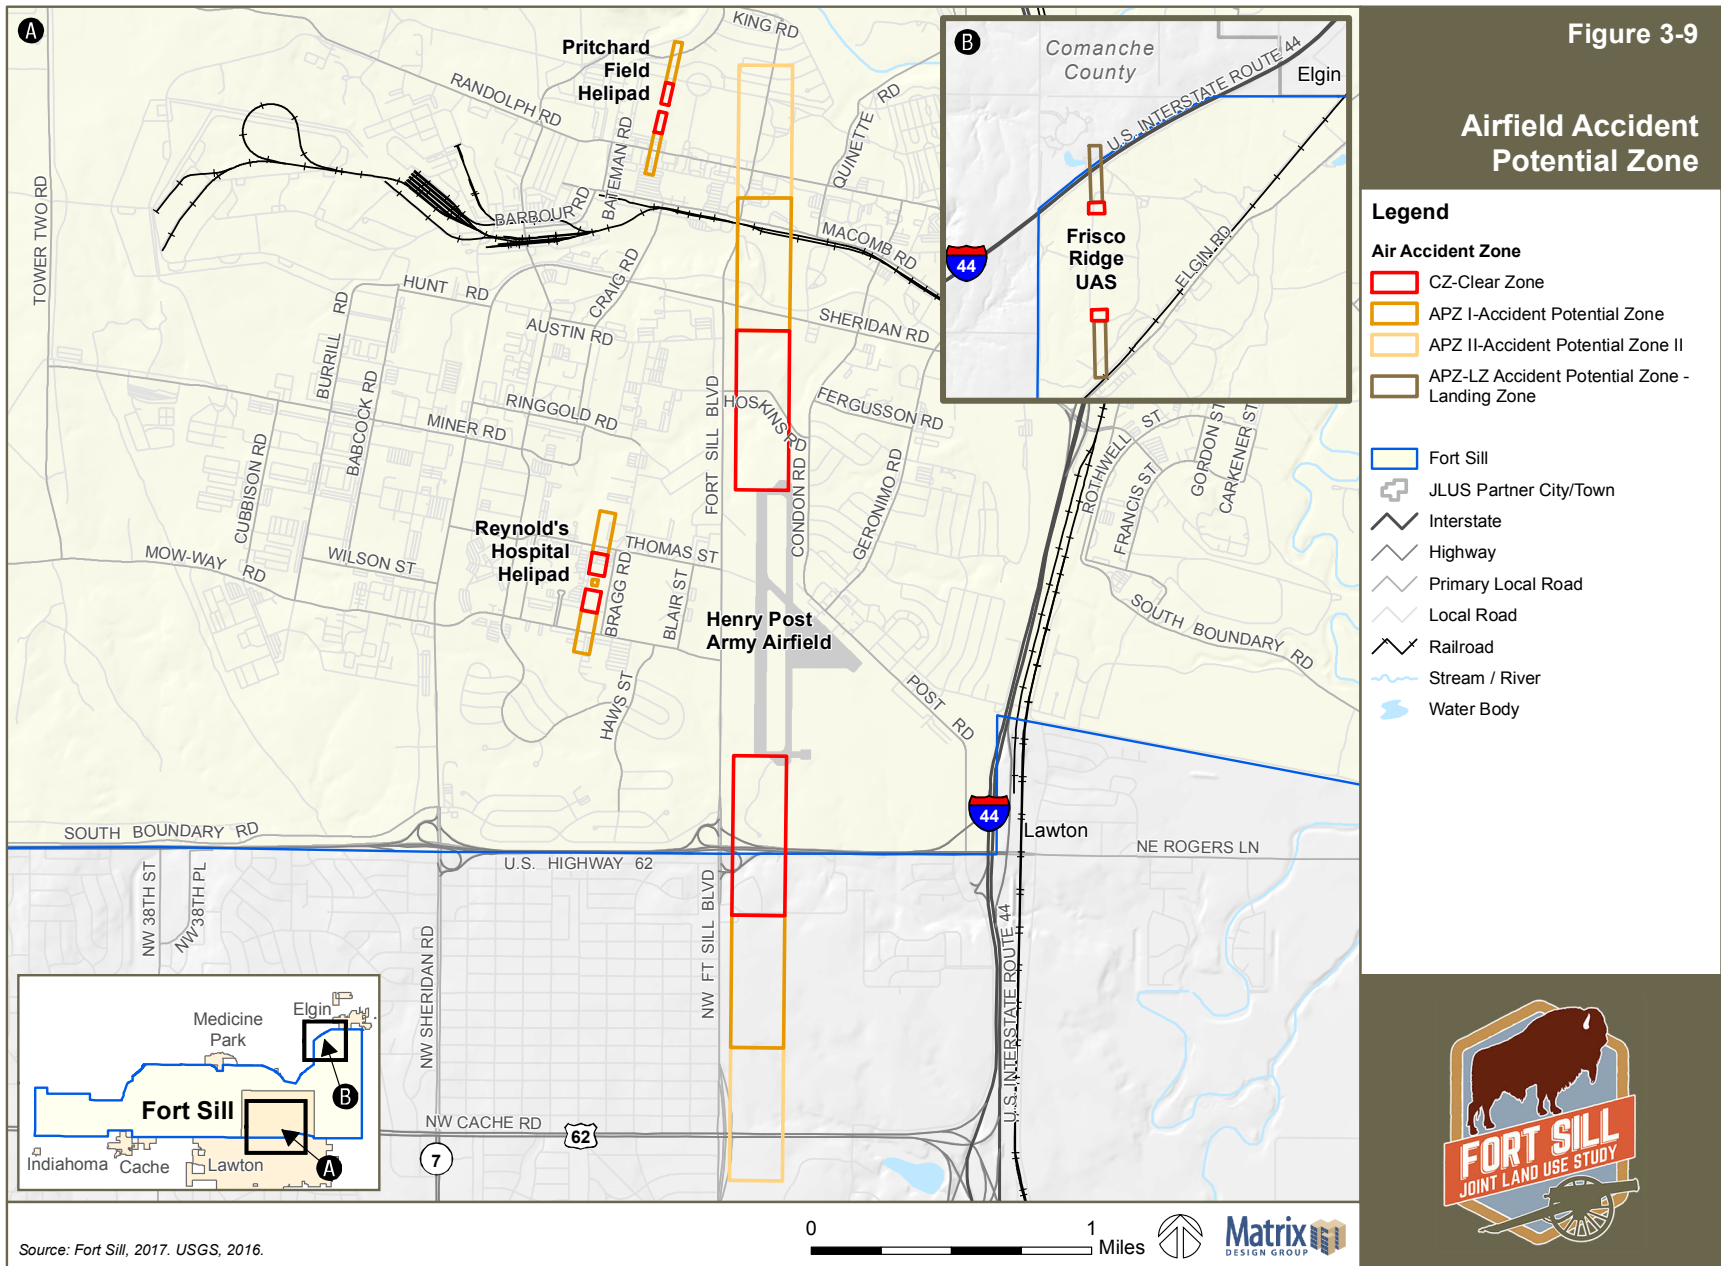 Figure 3-9
Airfield Accident
Potential Zone
Legend
Air Accident Zone
CZ-Clear Zone
APZ I-Accident Potential Zone
APZ II-Accident Potential Zone II
APZ-LZ Accident Potential Zone -
Landing Zone
Fort Sill
JLUS Partner City/Town
Interstate
Highway
Primary Local Road
Local Road
Railroad
Stream / River
Water Body
A
KING RD
Pritchard
Field
Helipad
RANDOLPH RD
BATEMAN RD
QUINETTE RD
TOWER TWO RD
BARBOUR RD
MACOMB RD
HUNT RD
CRAIG RD
AUSTIN RD
SHERIDAN RD
BURRILL RD
BABCOCK RD
RINGGOLD RD
MINER RD
FORT SILL BLVD
HOSKINS RD
FERGUSSON RD
CUBBISON RD
CONDON RD
GERONIMO RD
ROTHWELL ST
GORDON ST
CARKENER ST
FRANCIS ST
Reynold's
Hospital
Helipad
THOMAS ST
MOW-WAY RD
WILSON ST
BRAGG RD
BLAIR ST
Henry Post
Army Airfield
SOUTH BOUNDARY RD
HAWS ST
POST RD
44
Lawton
SOUTH BOUNDARY RD
U.S. HIGHWAY 62
NE ROGERS LN
NW 38TH ST
NW 38TH PL
NW SHERIDAN RD
NW FT SILL BLVD
U.S. INTERSTATE ROUTE 44
U.S. INTERSTATE ROUTE 44
NW CACHE RD
62
7
B
Comanche
County
U.S. INTERSTATE ROUTE 44
Elgin
44
Frisco
Ridge
UAS
ELGIN RD
Elgin
Medicine
Park
B
Fort Sill
Indiahoma
Cache
Lawton
A
Source: Fort Sill, 2017. USGS, 2016.
0
1
Miles
Matrix
DESIGN GROUP
FORT SILL
JOINT LAND USE STUDY